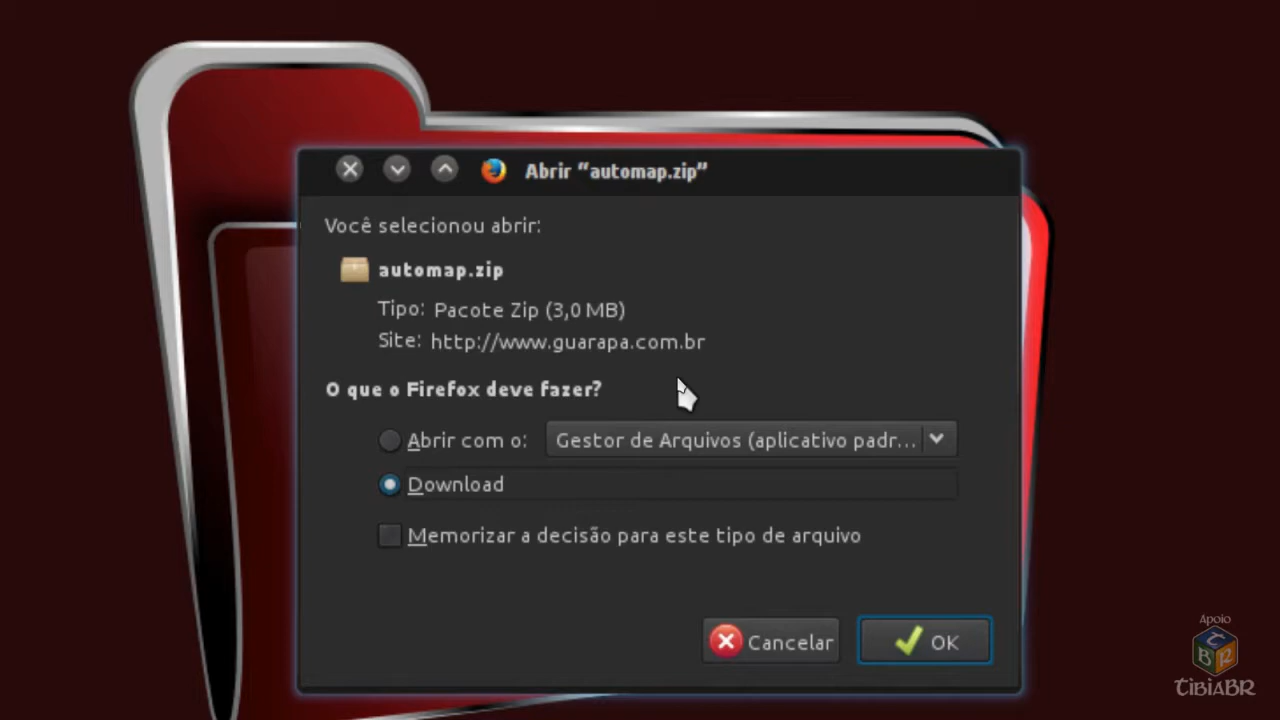 Abrir “automap.zip”
Você selecionou abrir:
automap.zip
Tipo: Pacote Zip (3,0 MB)
Site: http://www.guarapa.com.br
O que o Firefox deve fazer?
Abrir com o: Gestor de Arquivos (aplicativo padr...
Download
Memorizar a decisão para este tipo de arquivo
Cancelar OK
Apoio
TBR
TibiaBR